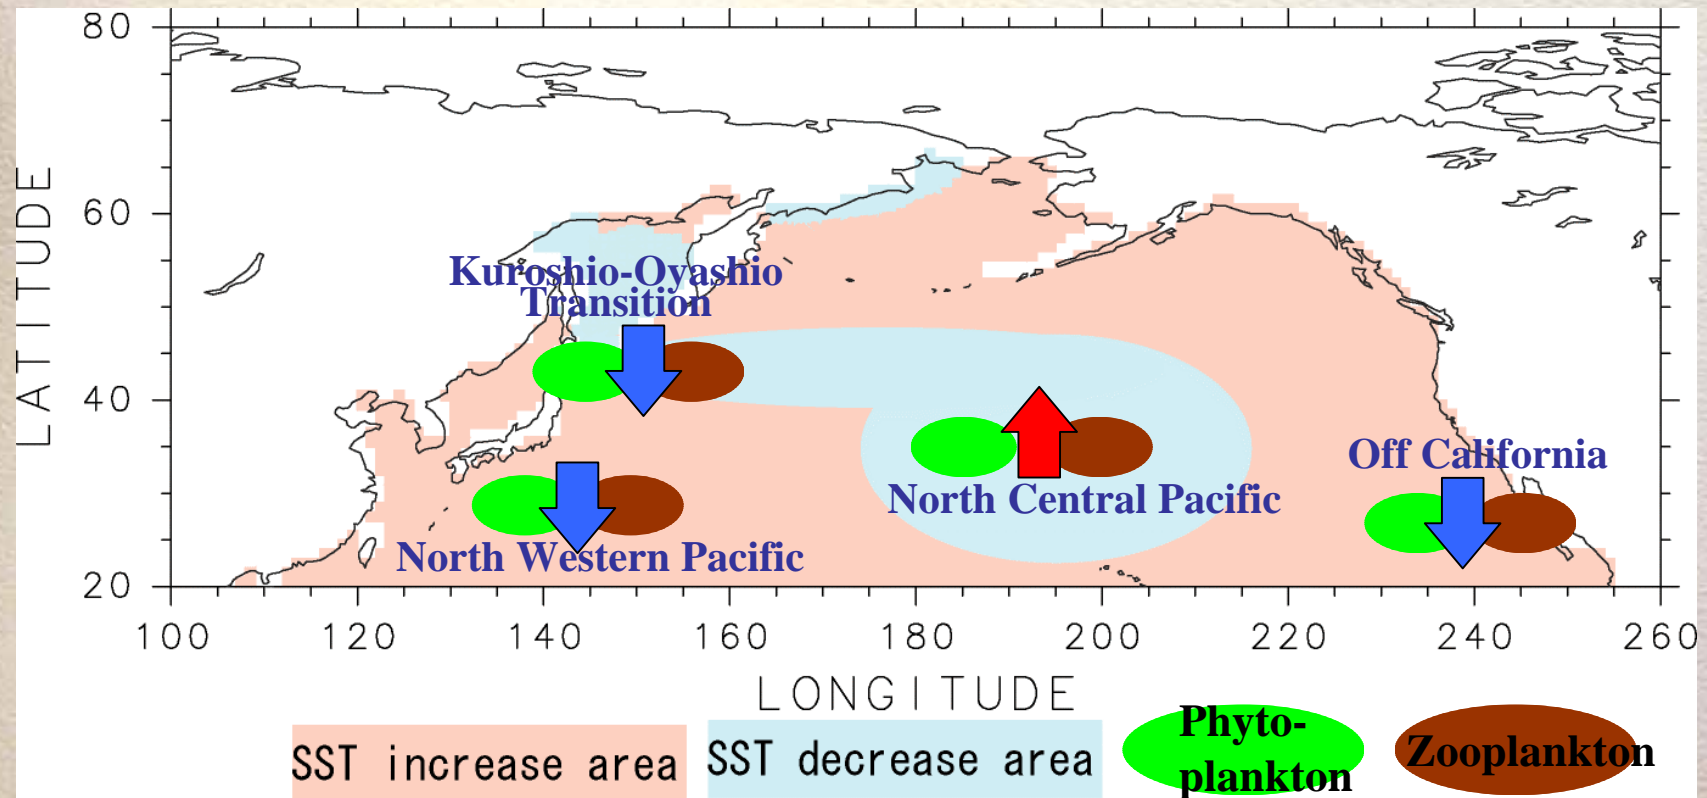 80
60
40
20
LATITUDE
Kuroshio-Oyashio
Transition
Off California
North Central Pacific
North Western Pacific
100 120 140 160 180 200 220 240 260
LONGITUDE
SST increase area
SST decrease area
Phyto-
plankton
Zooplankton